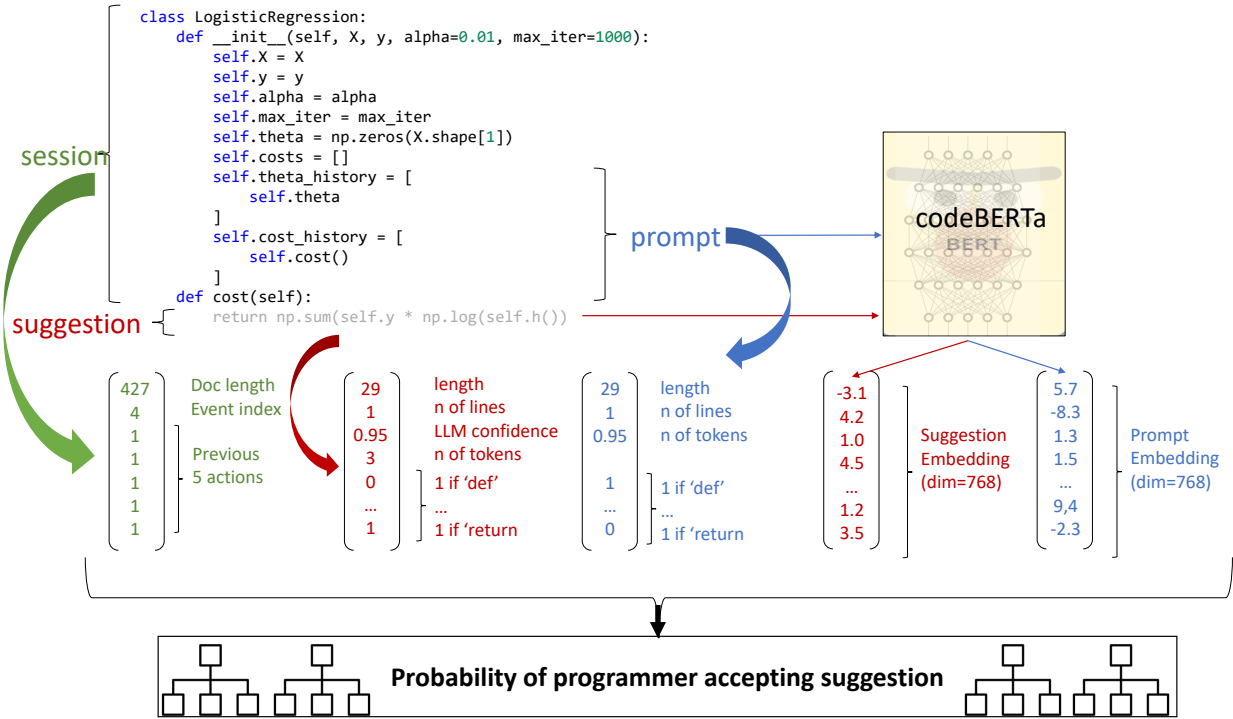 class LogisticRegression:
def __init__(self, X, y, alpha=0.01, max_iter=1000):
self.X = X
self.y = y
self.alpha = alpha
self.max_iter = max_iter
self.theta = np.zeros(X.shape[1])
self.costs = []
self.theta_history = [
self.theta
]
self.cost_history = [
self.cost()
]
def cost(self):
return np.sum(self.y * np.log(self.h())
session
suggestion
prompt
codeBERTa
BERT
427
4
1
1
1
1
1
Doc length
Event index
Previous
5 actions
29
1
0.95
3
0
...
1
length
n of lines
LLM confidence
n of tokens
1 if ‘def’
...
1 if ‘return
29
1
0.95
1
...
0
length
n of lines
n of tokens
1 if ‘def’
...
1 if ‘return
-3.1
4.2
1.0
4.5
...
1.2
3.5
Suggestion
Embedding
(dim=768)
5.7
-8.3
1.3
1.5
...
9,4
-2.3
Prompt
Embedding
(dim=768)
Probability of programmer accepting suggestion